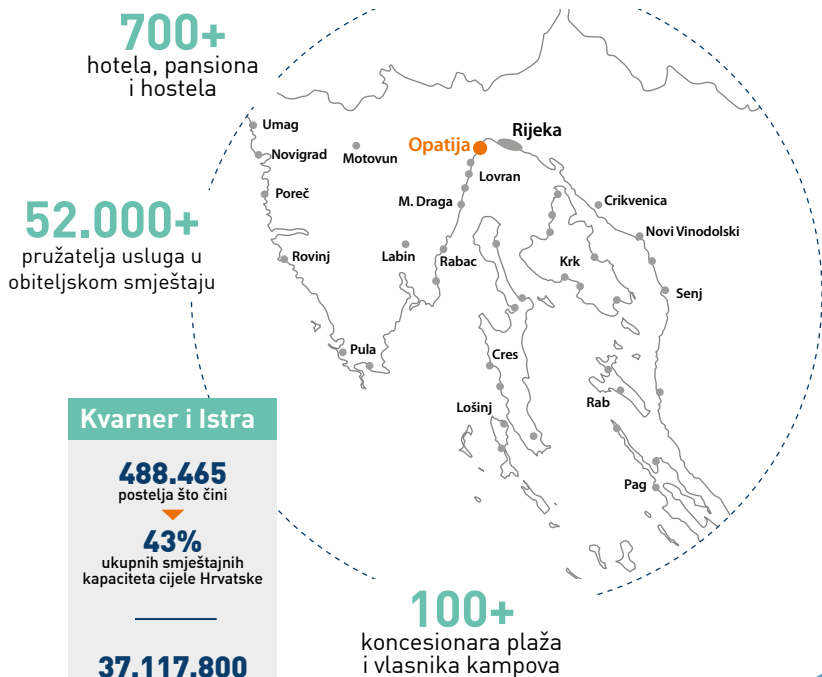 700+
hotela, pansiona
i hostela
Umag
Novigrad
Motovun
Opatija
Rijeka
Lovran
Poreč
M. Draga
Crikvenica
52.000+
pružatelja usluga u
obiteljskom smještaju
Novi Vinodolski
Rovinj
Labin
Rabac
Krk
Senj
Pula
Cres
Lošinj
Rab
Pag
Kvarner i Istra
488.465
postelja što čini
43%
ukupnih smještajnih
kapaciteta cijele Hrvatske
37.117.800
100+
koncesionara plaža
i vlasnika kampova